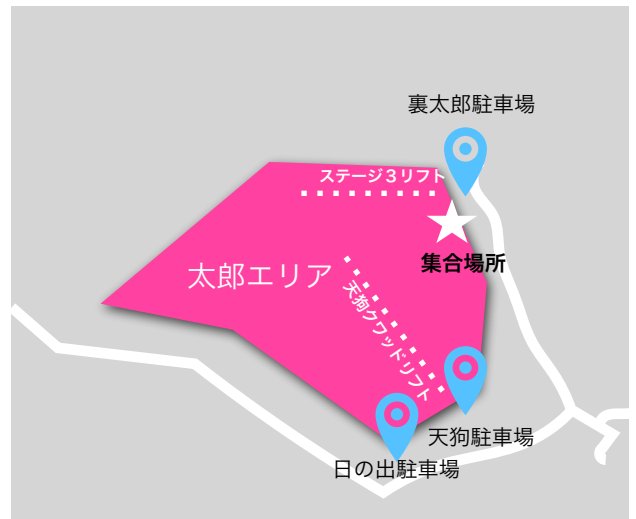 裏太郎駐車場
ステージ３リフト
集合場所
太郎エリア
天狗クワッドリフト
天狗駐車場
日の出駐車場